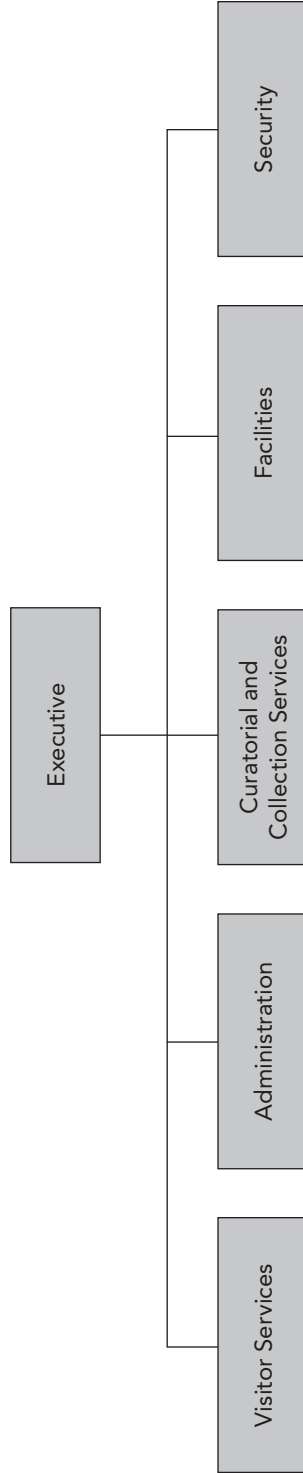 Executive
Visitor Services
Administration
Curatorial and
Collection Services
Facilities
Security